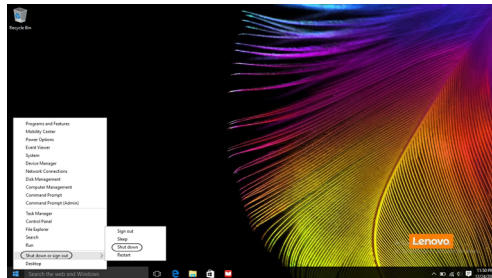 Recycle Bin
Programs and Features
Mobility Center
Power Options
Event Viewer
System
Device Manager
Network Connections
Disk Management
Computer Management
Command Prompt
Command Prompt (Admin)
Task Manager
Control Panel
File Explorer
Search
Run
Shut down or sign out
Desktop
Sign out
Sleep
Shut down
Restart
Lenovo
Search the web and Windows